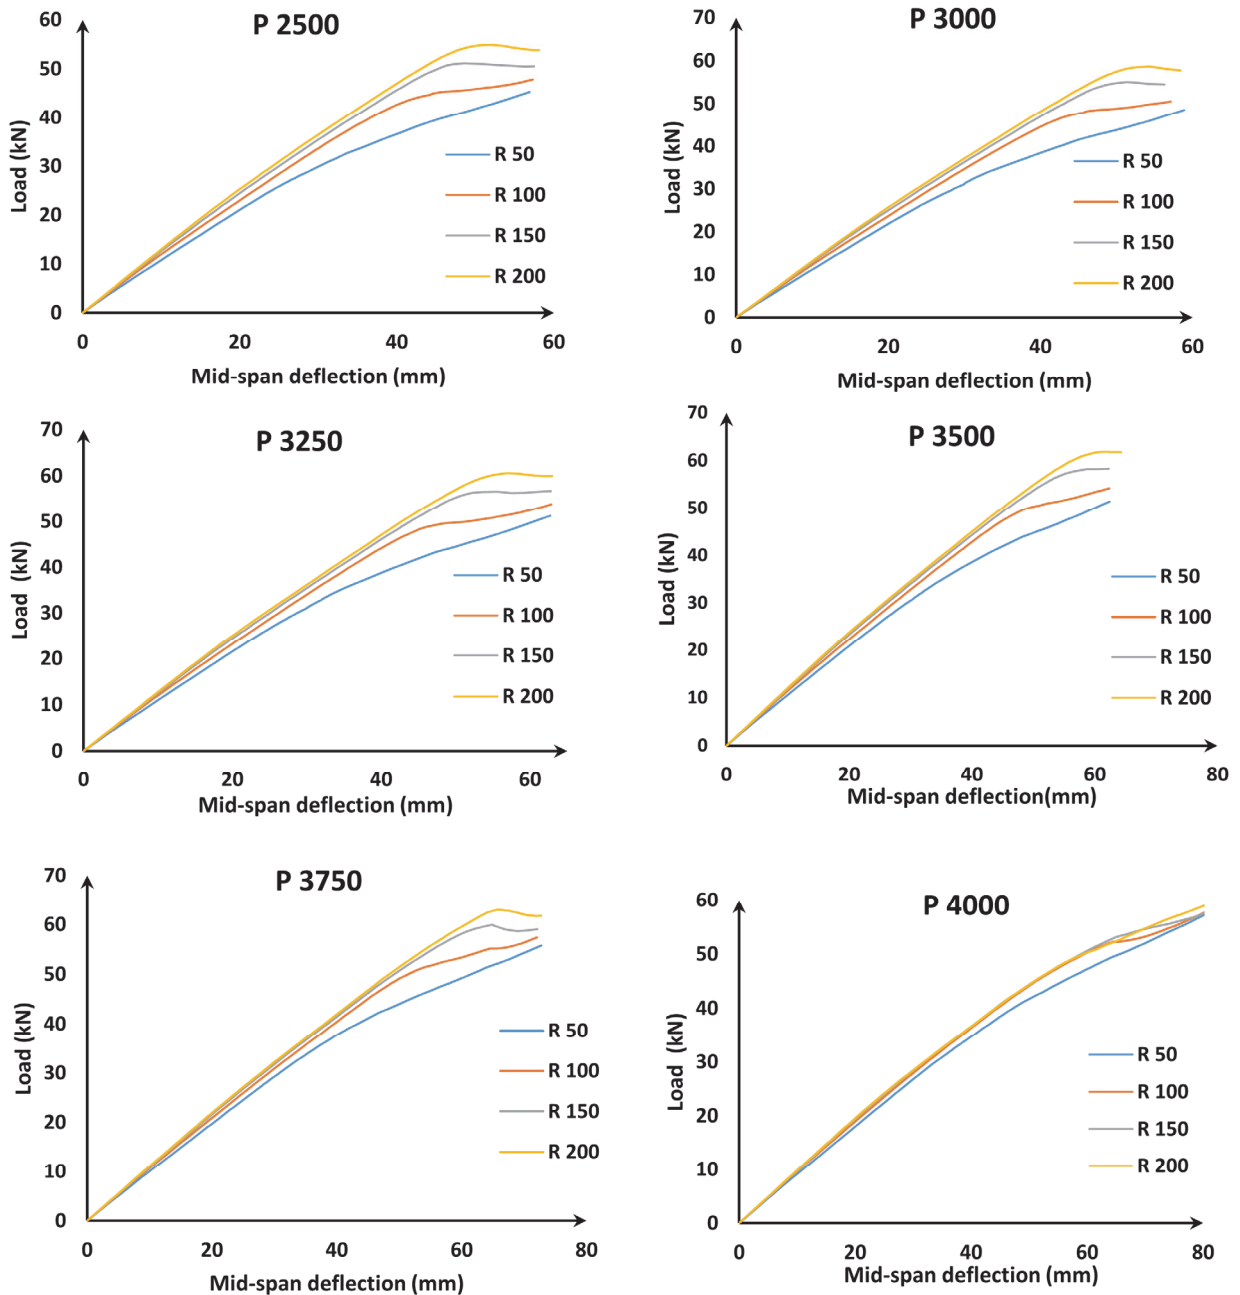 P 2500
60
50
40
30
20
10
0
Load (kN)
R 50
R 100
R 150
R 200
0 20 40 60
Mid-span deflection (mm)
P 3000
70
60
50
40
30
20
10
0
Load (kN)
R 50
R 100
R 150
R 200
0 20 40 60
Mid-span deflection (mm)
P 3250
70
60
50
40
30
20
10
0
Load (kN)
R 50
R 100
R 150
R 200
0 20 40 60
Mid-span deflection (mm)
P 3500
70
60
50
40
30
20
10
0
Load (kN)
R 50
R 100
R 150
R 200
0 20 40 60 80
Mid-span deflection(mm)
P 3750
70
60
50
40
30
20
10
0
Load (kN)
R 50
R 100
R 150
R 200
0 20 40 60 80
Mid-span deflection (mm)
P 4000
60
50
40
30
20
10
0
Load (kN)
R 50
R 100
R 150
R 200
0 20 40 60 80
Mid-span deflection (mm)